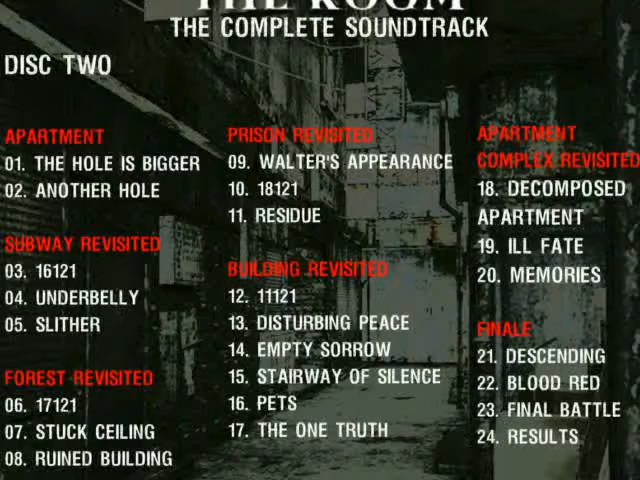 THE ROOM
THE COMPLETE SOUNDTRACK
DISC TWO
APARTMENT
01. THE HOLE IS BIGGER
02. ANOTHER HOLE
SUBWAY REVISITED
03. 16121
04. UNDERBELLY
05. SLITHER
FOREST REVISITED
06. 17121
07. STUCK CEILING
08. RUINED BUILDING
PRISON REVISITED
09. WALTER'S APPEARANCE
10. 18121
11. RESIDUE
BUILDING REVISITED
12. 11121
13. DISTURBING PEACE
14. EMPTY SORROW
15. STAIRWAY OF SILENCE
16. PETS
17. THE ONE TRUTH
APARTMENT
COMPLEX REVISITED
18. DECOMPOSED
APARTMENT
19. ILL FATE
20. MEMORIES
FINALE
21. DESCENDING
22. BLOOD RED
23. FINAL BATTLE
24. RESULTS